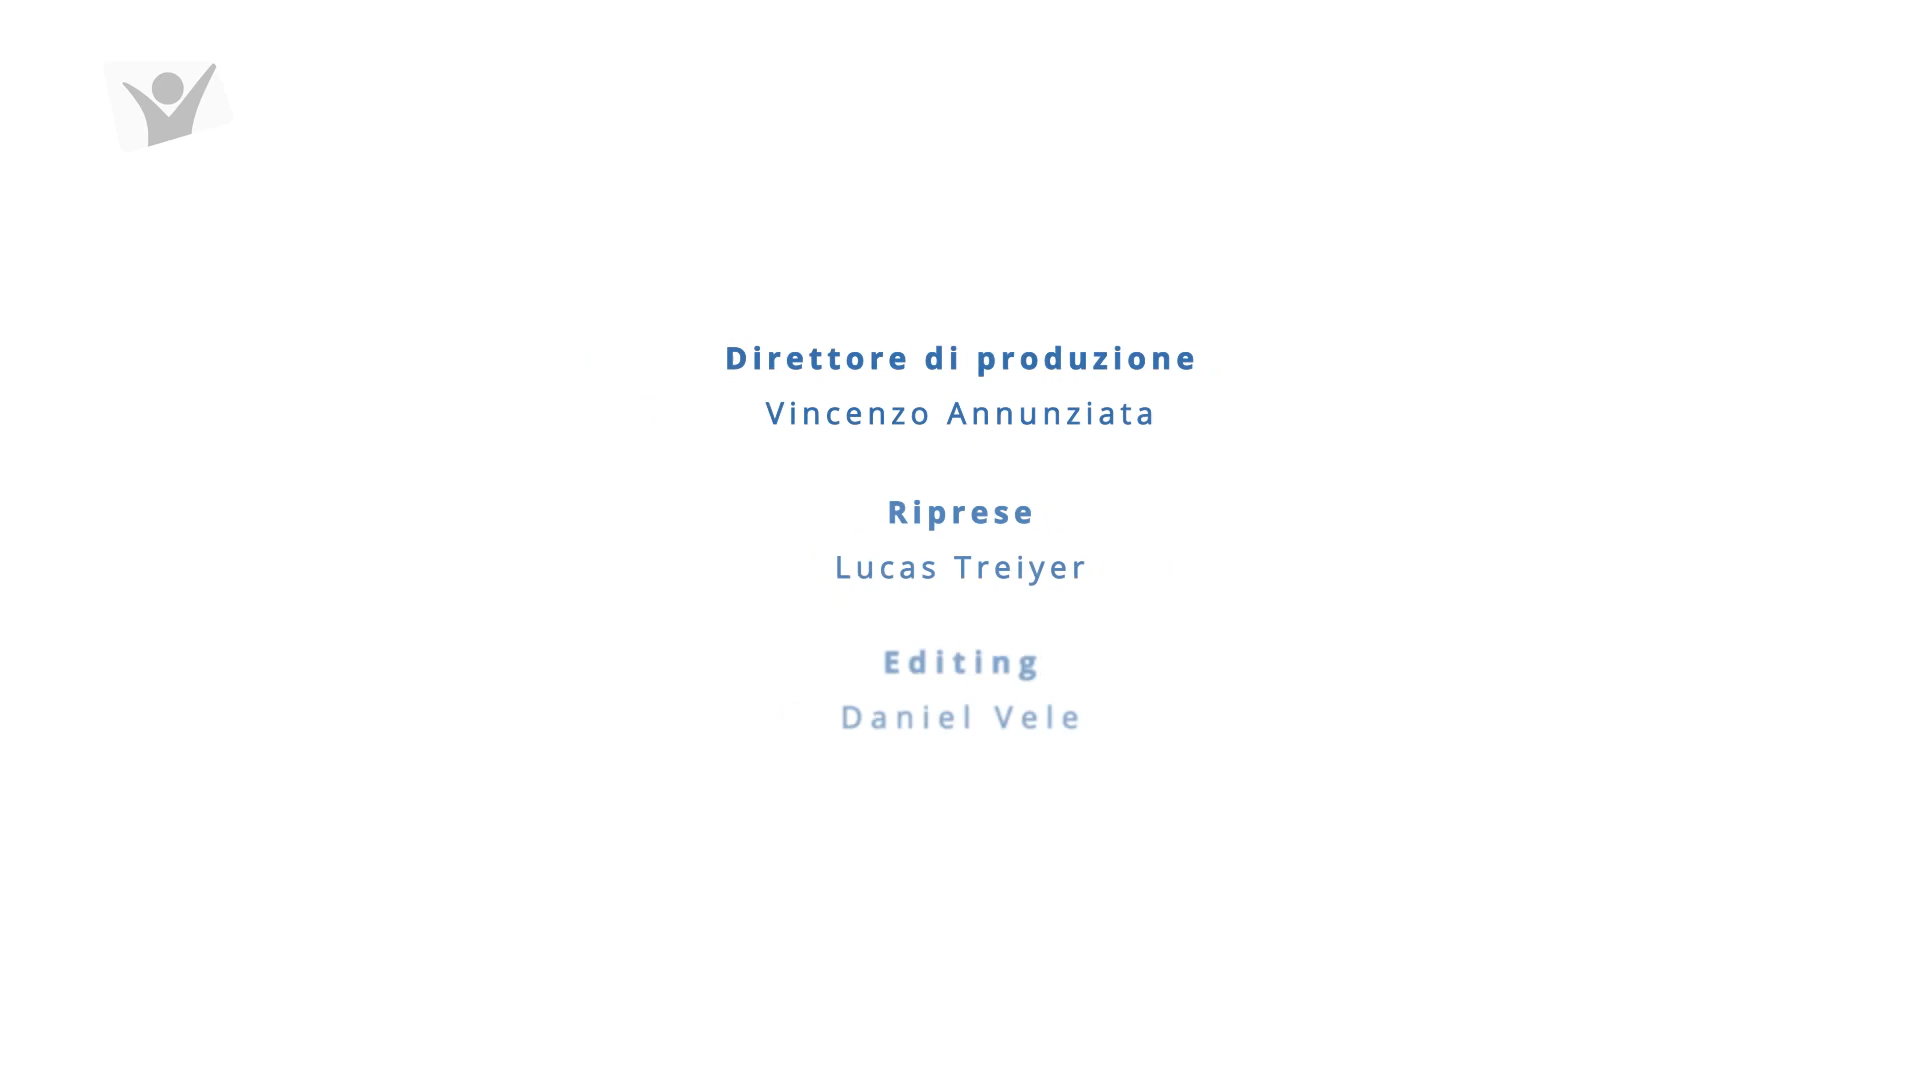 Direttore di produzione
Vincenzo Annunziata
Riprese
Lucas Treiyer
Editing
Daniel Vele